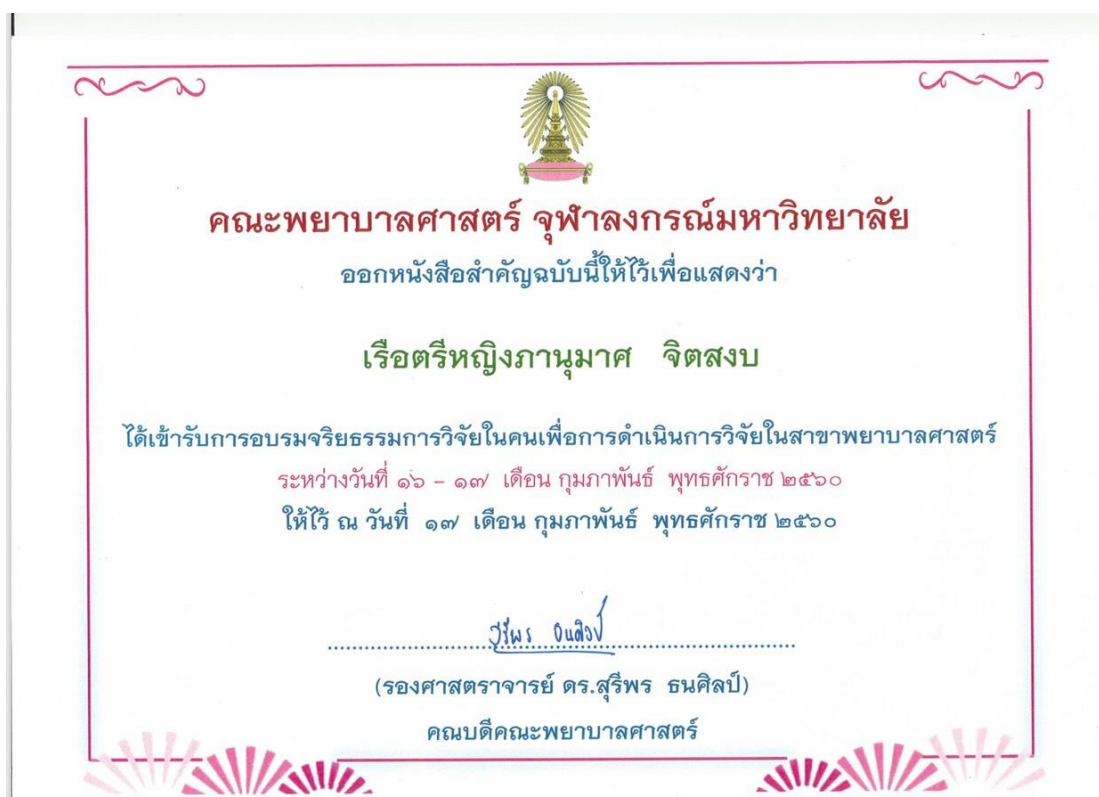 คณะพยาบาลศาสตร์ จุฬาลงกรณ์มหาวิทยาลัย
ออกหนังสือสำคัญฉบับนี้ให้ไว้เพื่อแสดงว่า
เรือตรีหญิงภานุมาศ จิตสงบ
ได้เข้ารับการอบรมจริยธรรมการวิจัยในคนเพื่อการดำเนินการวิจัยในสาขาพยาบาลศาสตร์
ระหว่างวันที่ ๑๖ - ๑๗ เดือน กุมภาพันธ์ พุทธศักราช ๒๕๖๐
ให้ไว้ ณ วันที่ ๑๗ เดือน กุมภาพันธ์ พุทธศักราช ๒๕๖๐
สุรีพร ธนศิลป์
(รองศาสตราจารย์ ดร.สุรีพร ธนศิลป์)
คณบดีคณะพยาบาลศาสตร์